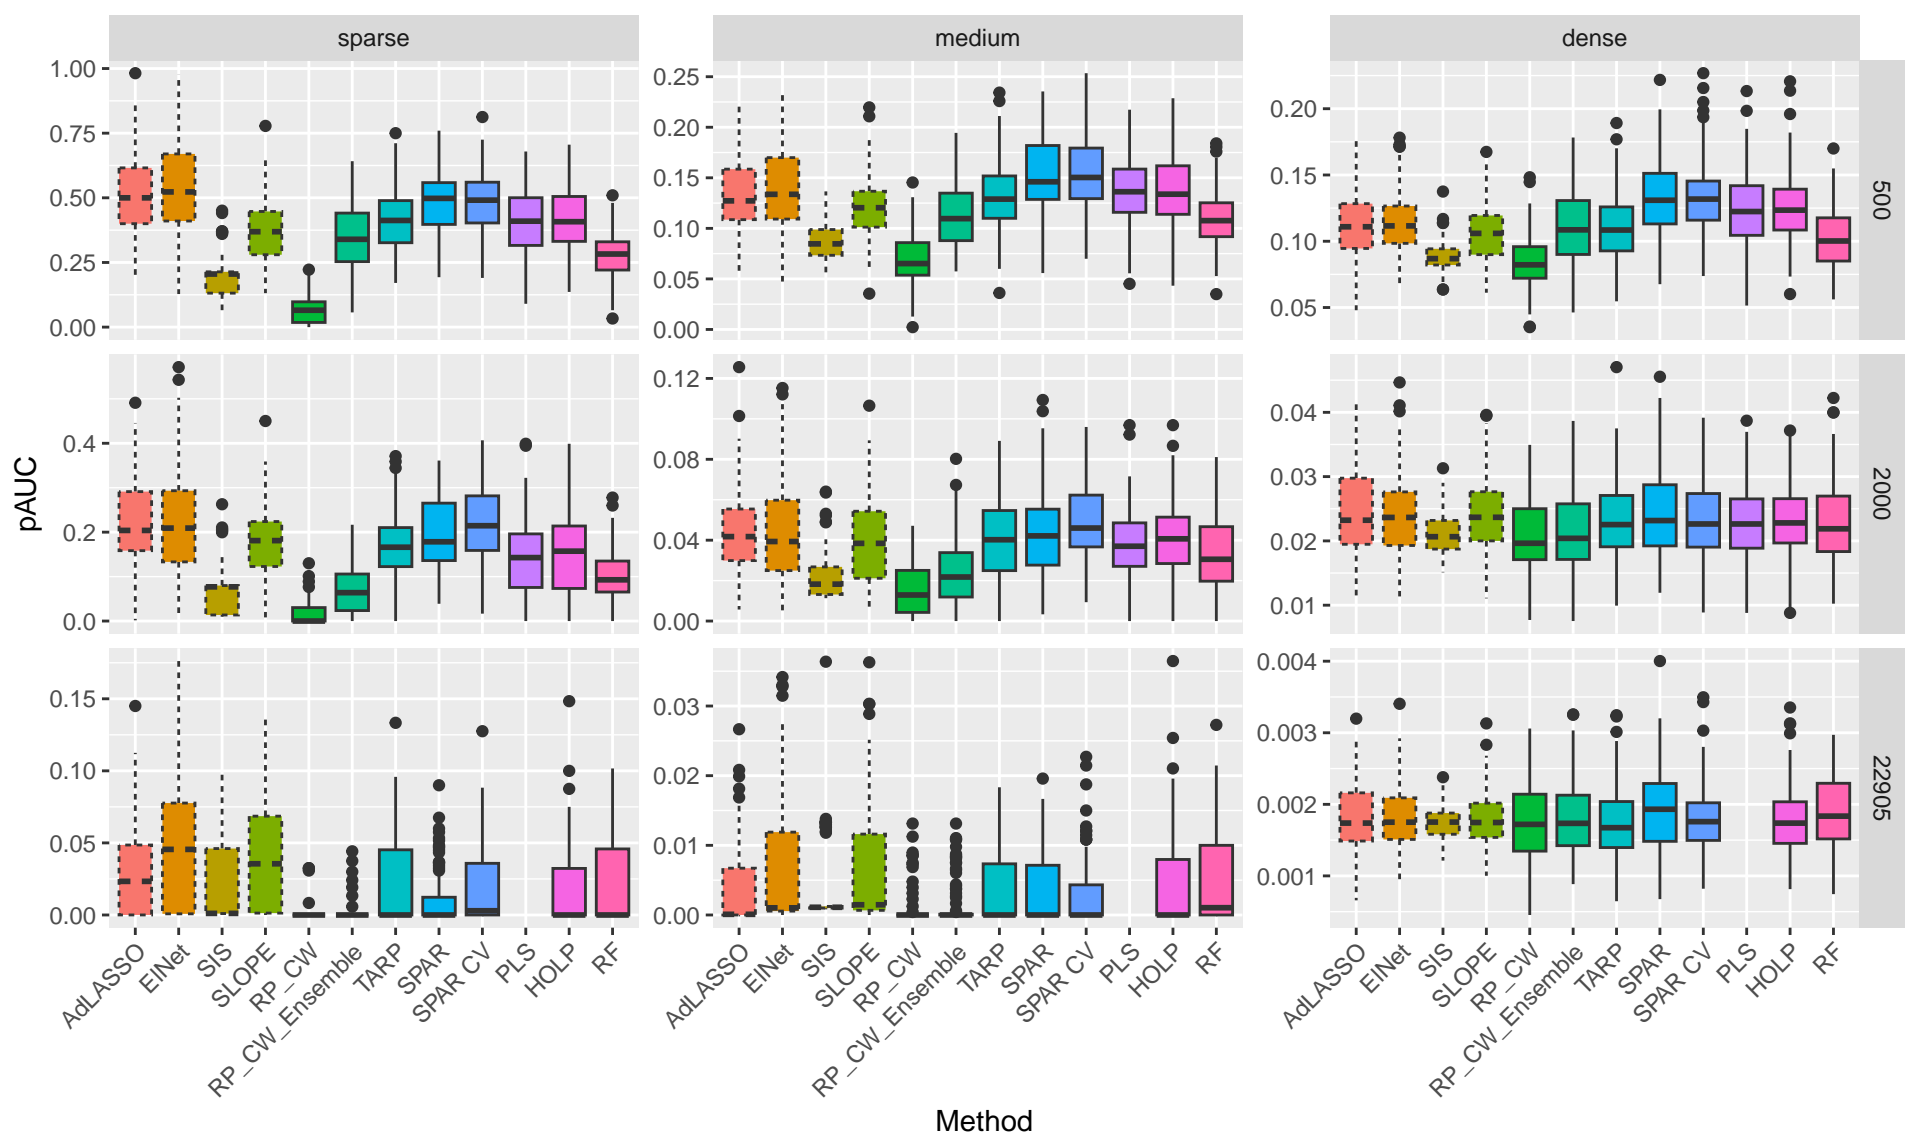 sparse medium dense
1.00
0.75
0.50
0.25
0.00
0.25
0.20
0.15
0.10
0.05
0.00
0.20
0.15
0.10
0.05
500
0.4
0.2
0.0
0.12
0.08
0.04
0.00
0.04
0.03
0.02
0.01
2000
0.15
0.10
0.05
0.00
0.03
0.02
0.01
0.00
0.004
0.003
0.002
0.001
22905
pAUC
AdLASSO
ElNet
SIS
SLOPE
RP_CW
RP_CW_Ensemble
TARP
SPAR
SPAR CV
PLS
HOLP
RF
AdLASSO
ElNet
SIS
SLOPE
RP_CW
RP_CW_Ensemble
TARP
SPAR
SPAR CV
PLS
HOLP
RF
AdLASSO
ElNet
SIS
SLOPE
RP_CW
RP_CW_Ensemble
TARP
SPAR
SPAR CV
PLS
HOLP
RF
Method